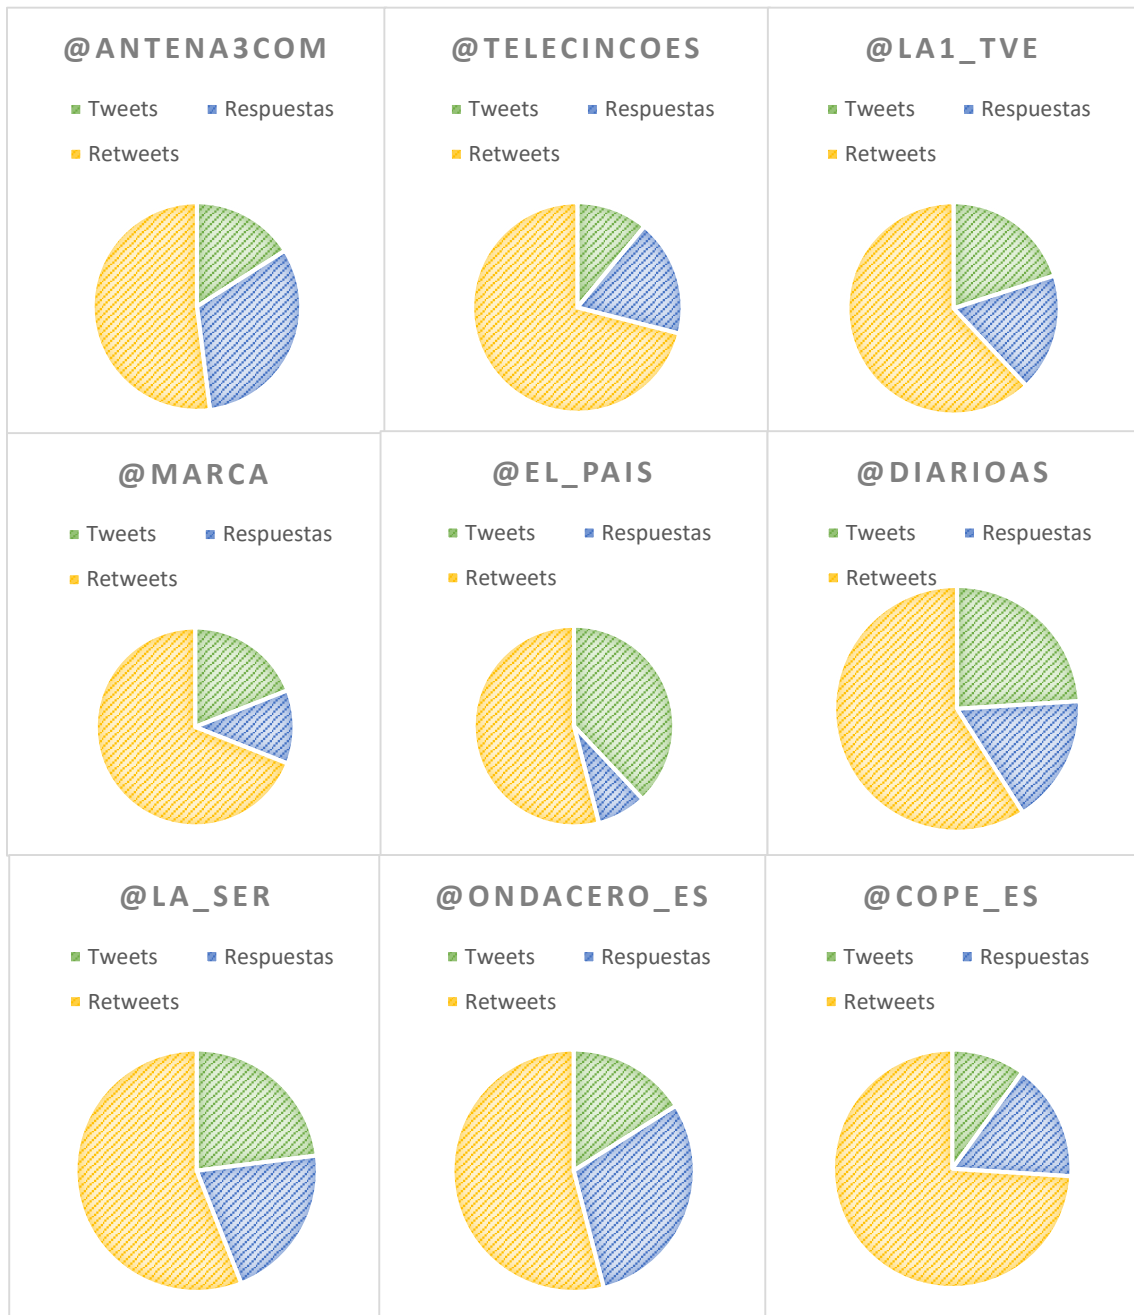 @ANTENA3COM
Tweets Respuestas
Retweets
@TELECINCOES
Tweets Respuestas
Retweets
@LA1_TVE
Tweets Respuestas
Retweets
@MARCA
Tweets Respuestas
Retweets
@EL_PAIS
Tweets Respuestas
Retweets
@DIARIOAS
Tweets Respuestas
Retweets
@LA_SER
Tweets Respuestas
Retweets
@ONDACERO_ES
Tweets Respuestas
Retweets
@COPE_ES
Tweets Respuestas
Retweets